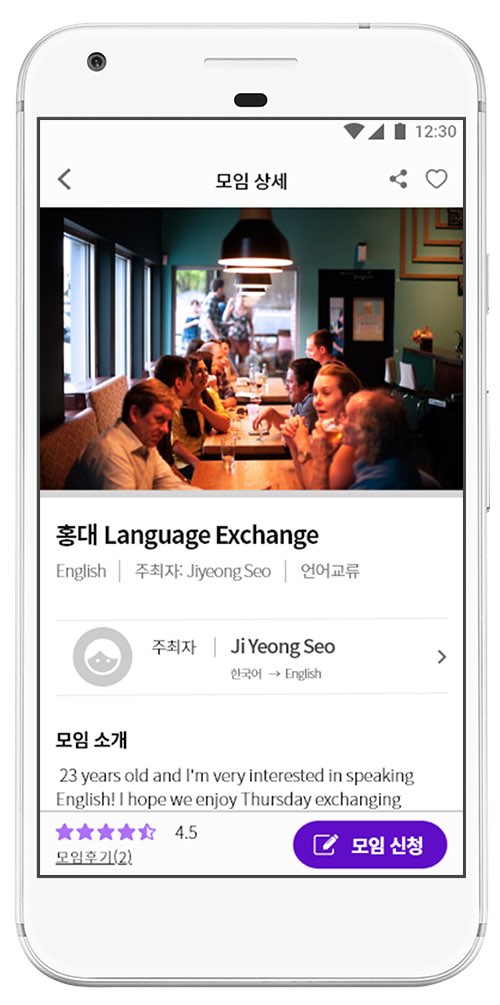 12:30
모임 상세
홍대 Language Exchange
English | 주최자: Jiyeong Seo | 언어교류
주최자 | Ji Yeong Seo
한국어 → English
모임 소개
23 years old and I'm very interested in speaking
English! I hope we enjoy Thursday exchanging
4.5
모임후기(2)
모임 신청